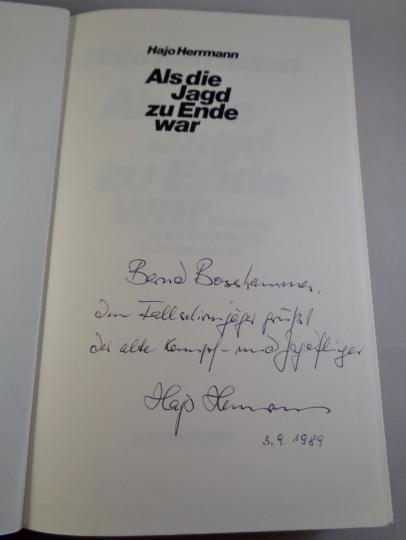 Hajo Herrmann
Als die
Jagd
zu Ende
war
Bernd Bosshammer,
dem Fallschirmjäger grüßt
der alte Kampf- und Jagdflieger
Hajo Herrmann
3.9.1989